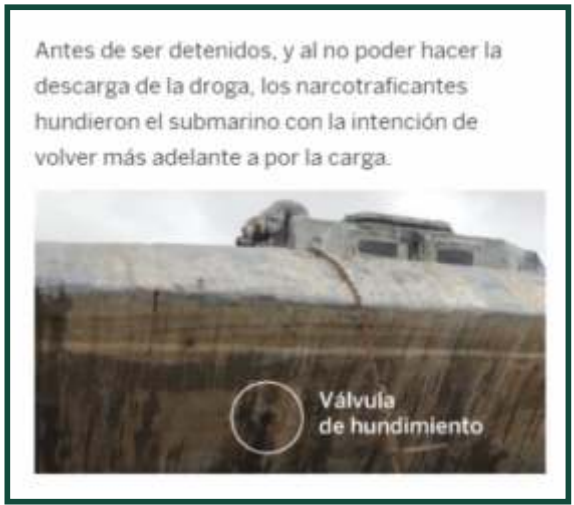 Antes de ser detenidos, y al no poder hacer la
descarga de la droga, los narcotraficantes
hundieron el submarino con la intención de
volver más adelante a por la carga.
Válvula
de hundimiento